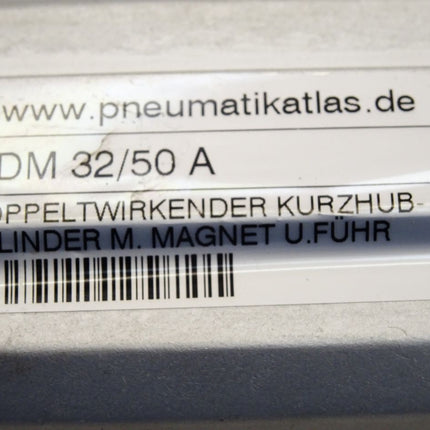 www.pneumatikatlas.de
DM 32/50 A
OPPELTWIRKENDER KURZHUB-
LINDER M. MAGNET U.FÜHR